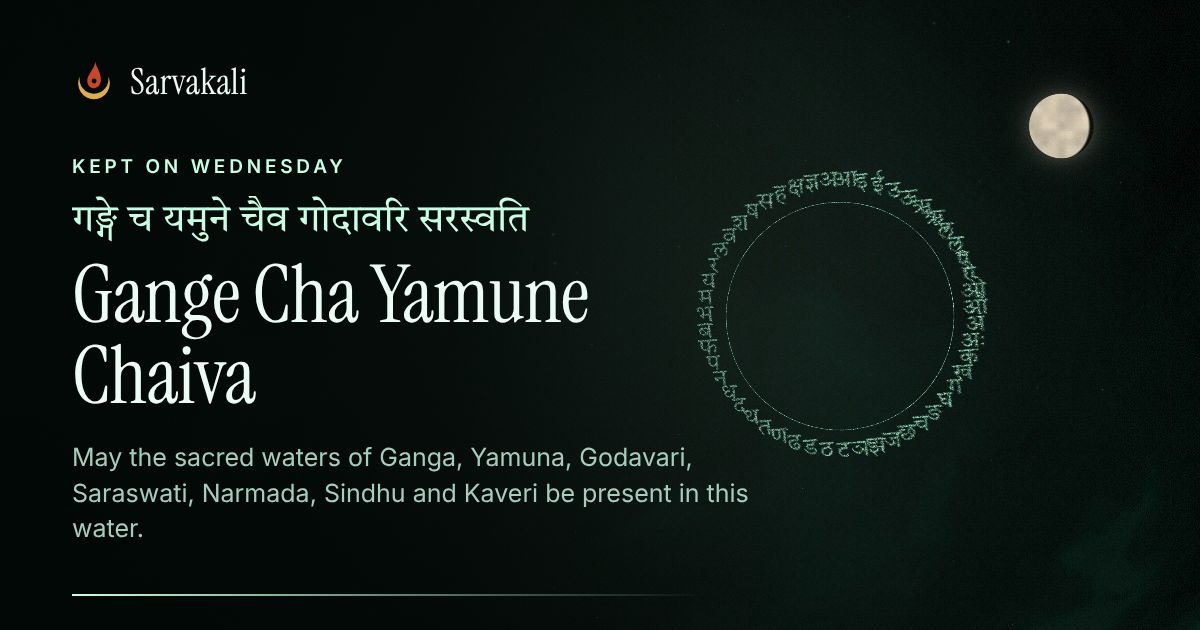 Sarvakali
KEPT ON WEDNESDAY
गङ्गे च यमुने चैव गोदावरि सरस्वति
Gange Cha Yamune
Chaiva
May the sacred waters of Ganga, Yamuna, Godavari,
Saraswati, Narmada, Sindhu and Kaveri be present in this
water.